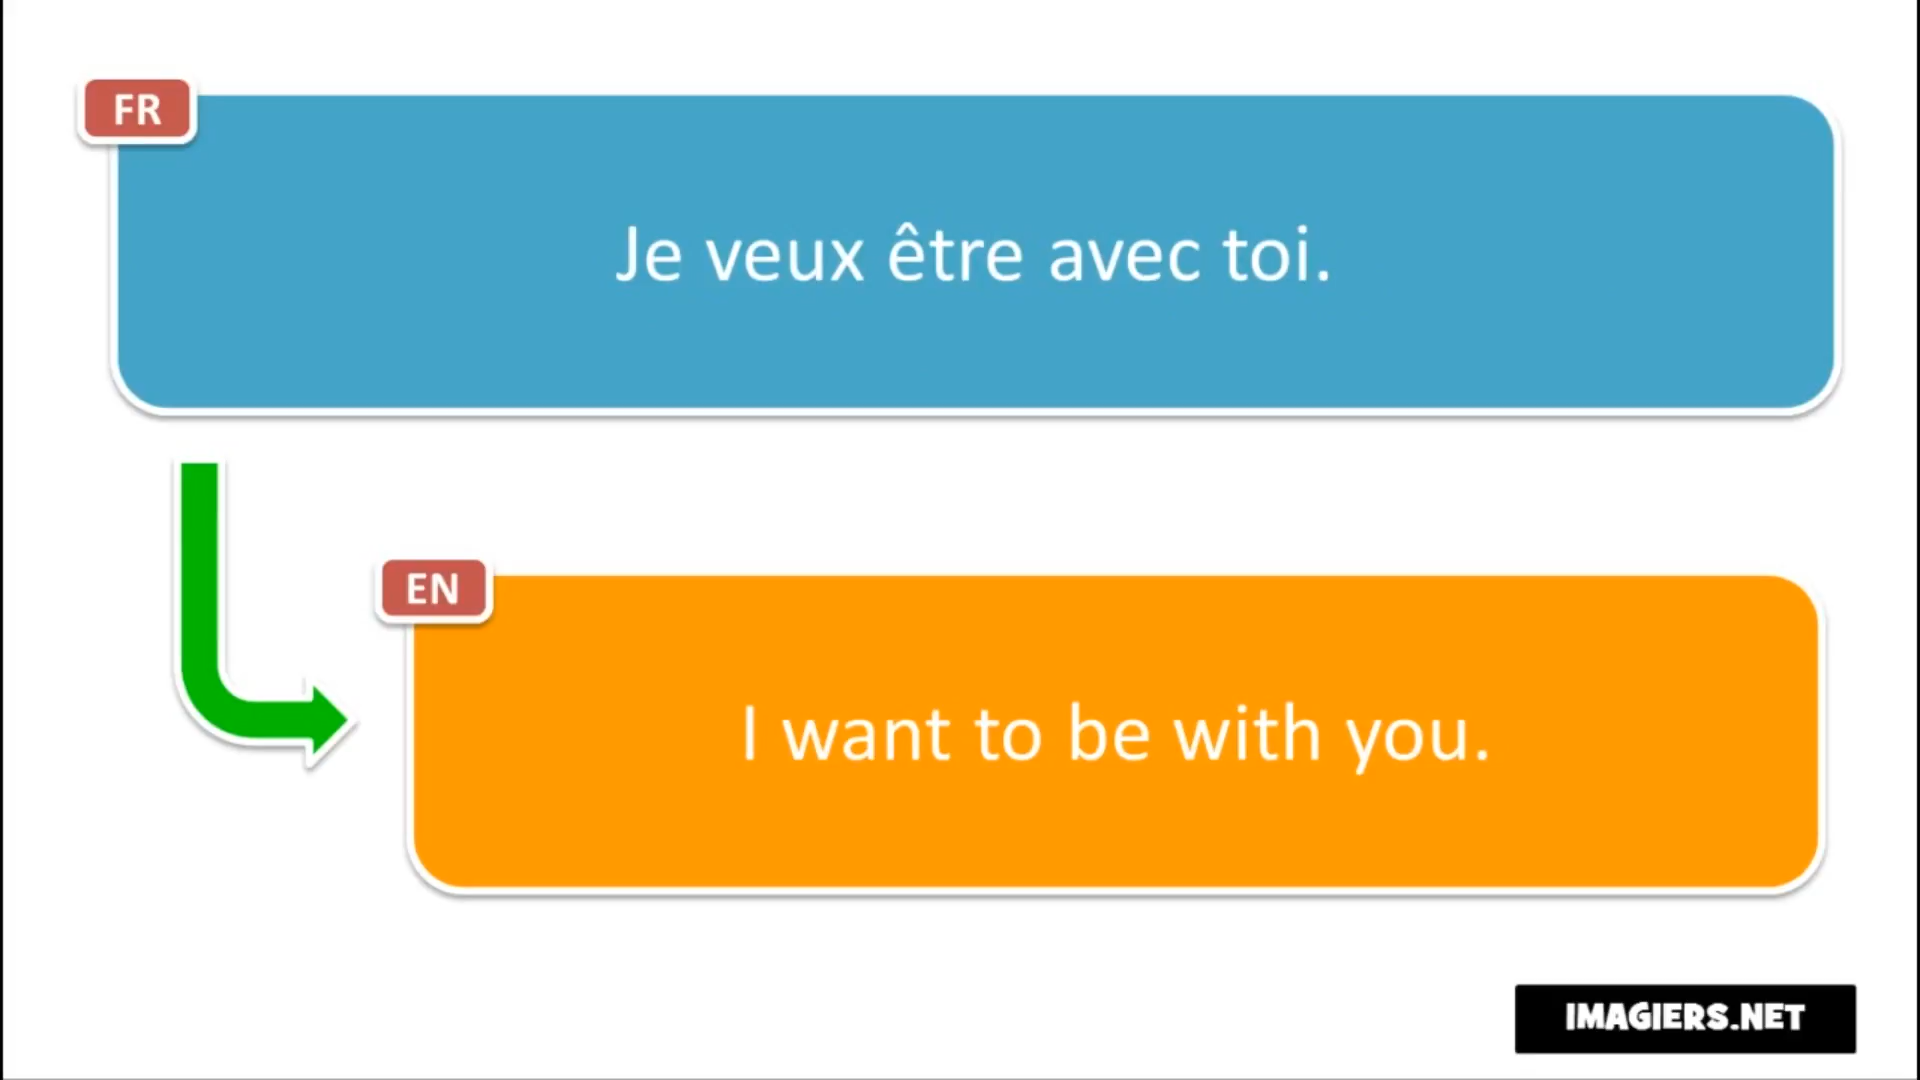 FR
Je veux être avec toi.
EN
I want to be with you.
IMAGIERS.NET